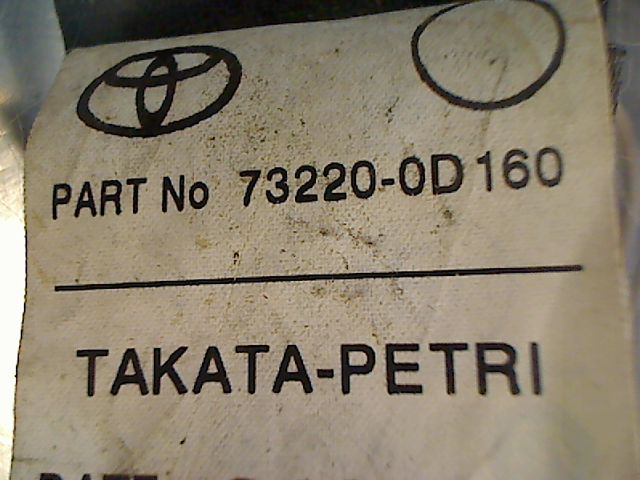 PART No 73220-0D160
TAKATA-PETRI